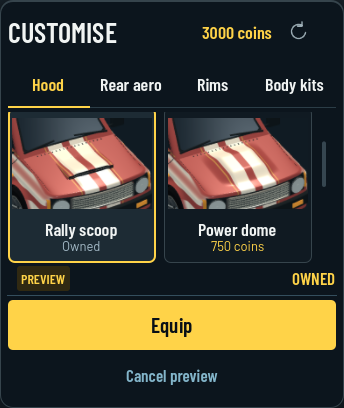 CUSTOMISE 3000 coins
Hood Rear aero Rims Body kits
Rally scoop Power dome
Owned 750 coins
PREVIEW OWNED
Equip
Cancel preview